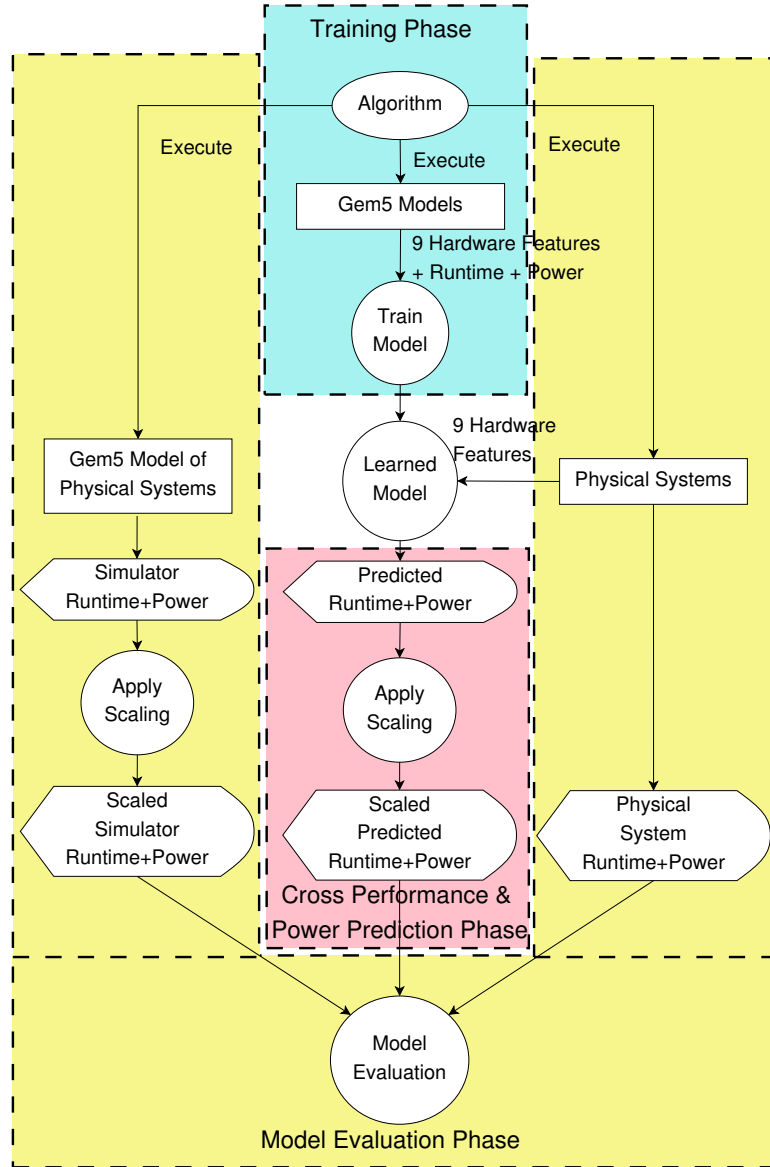 Training Phase
Algorithm
Execute
Execute
Execute
Gem5 Models
9 Hardware Features
+ Runtime + Power
Train
Model
9 Hardware
Features
Gem5 Model of
Physical Systems
Learned
Model
Physical Systems
Simulator
Runtime+Power
Predicted
Runtime+Power
Apply
Scaling
Apply
Scaling
Scaled
Simulator
Runtime+Power
Scaled
Predicted
Runtime+Power
Physical
System
Runtime+Power
Cross Performance &
Power Prediction Phase
Model
Evaluation
Model Evaluation Phase